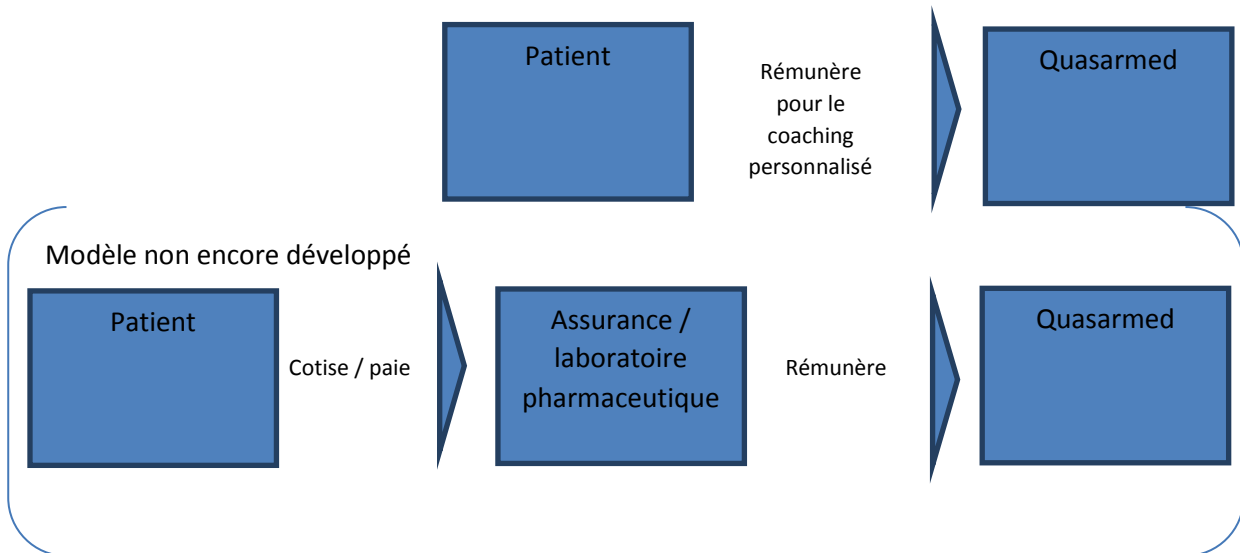 Patient
Rémunère
pour le
coaching
personnalisé
Quasarmed
Modèle non encore développé
Patient
Cotise / paie
Assurance /
laboratoire
pharmaceutique
Rémunère
Quasarmed